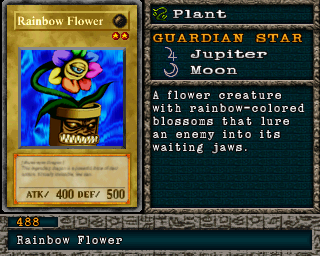 Rainbow Flower
ATK/ 400 DEF/ 500
Plant
GUARDIAN STAR
Jupiter
Moon
A flower creature
with rainbow-colored
blossoms that lure
an enemy into its
waiting jaws.
488
Rainbow Flower